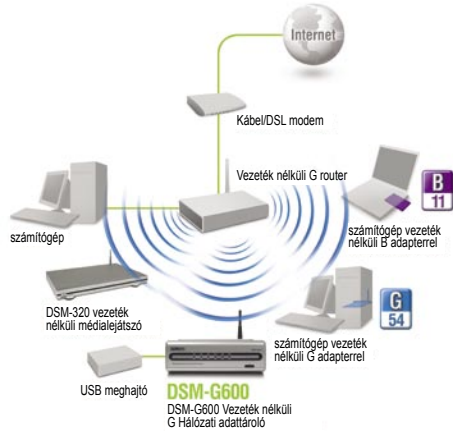 Internet
Kábel/DSL modem
Vezeték nélküli G router
B
11
számítógép
számítógép vezeték
nélküli B adapterrel
G
54
DSM-320 vezeték
nélküli médialejátszó
számítógép vezeték
nélküli G adapterrel
USB meghajtó
DSM-G600
DSM-G600 Vezeték nélküli
G Hálózati adattároló